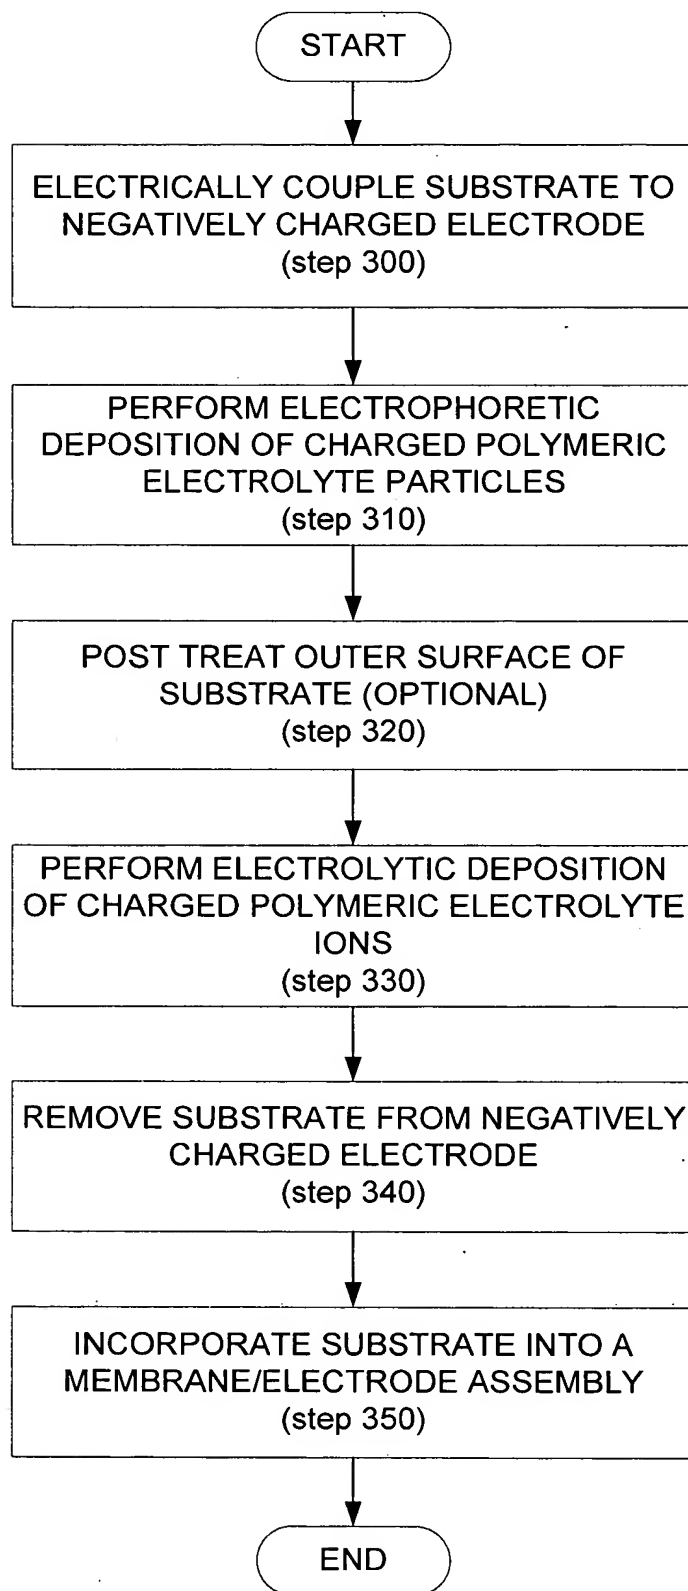 START
ELECTRICALLY COUPLE SUBSTRATE TO
NEGATIVELY CHARGED ELECTRODE
(step 300)
PERFORM ELECTROPHORETIC
DEPOSITION OF CHARGED POLYMERIC
ELECTROLYTE PARTICLES
(step 310)
POST TREAT OUTER SURFACE OF
SUBSTRATE (OPTIONAL)
(step 320)
PERFORM ELECTROLYTIC DEPOSITION
OF CHARGED POLYMERIC ELECTROLYTE
IONS
(step 330)
REMOVE SUBSTRATE FROM NEGATIVELY
CHARGED ELECTRODE
(step 340)
INCORPORATE SUBSTRATE INTO A
MEMBRANE/ELECTRODE ASSEMBLY
(step 350)
END